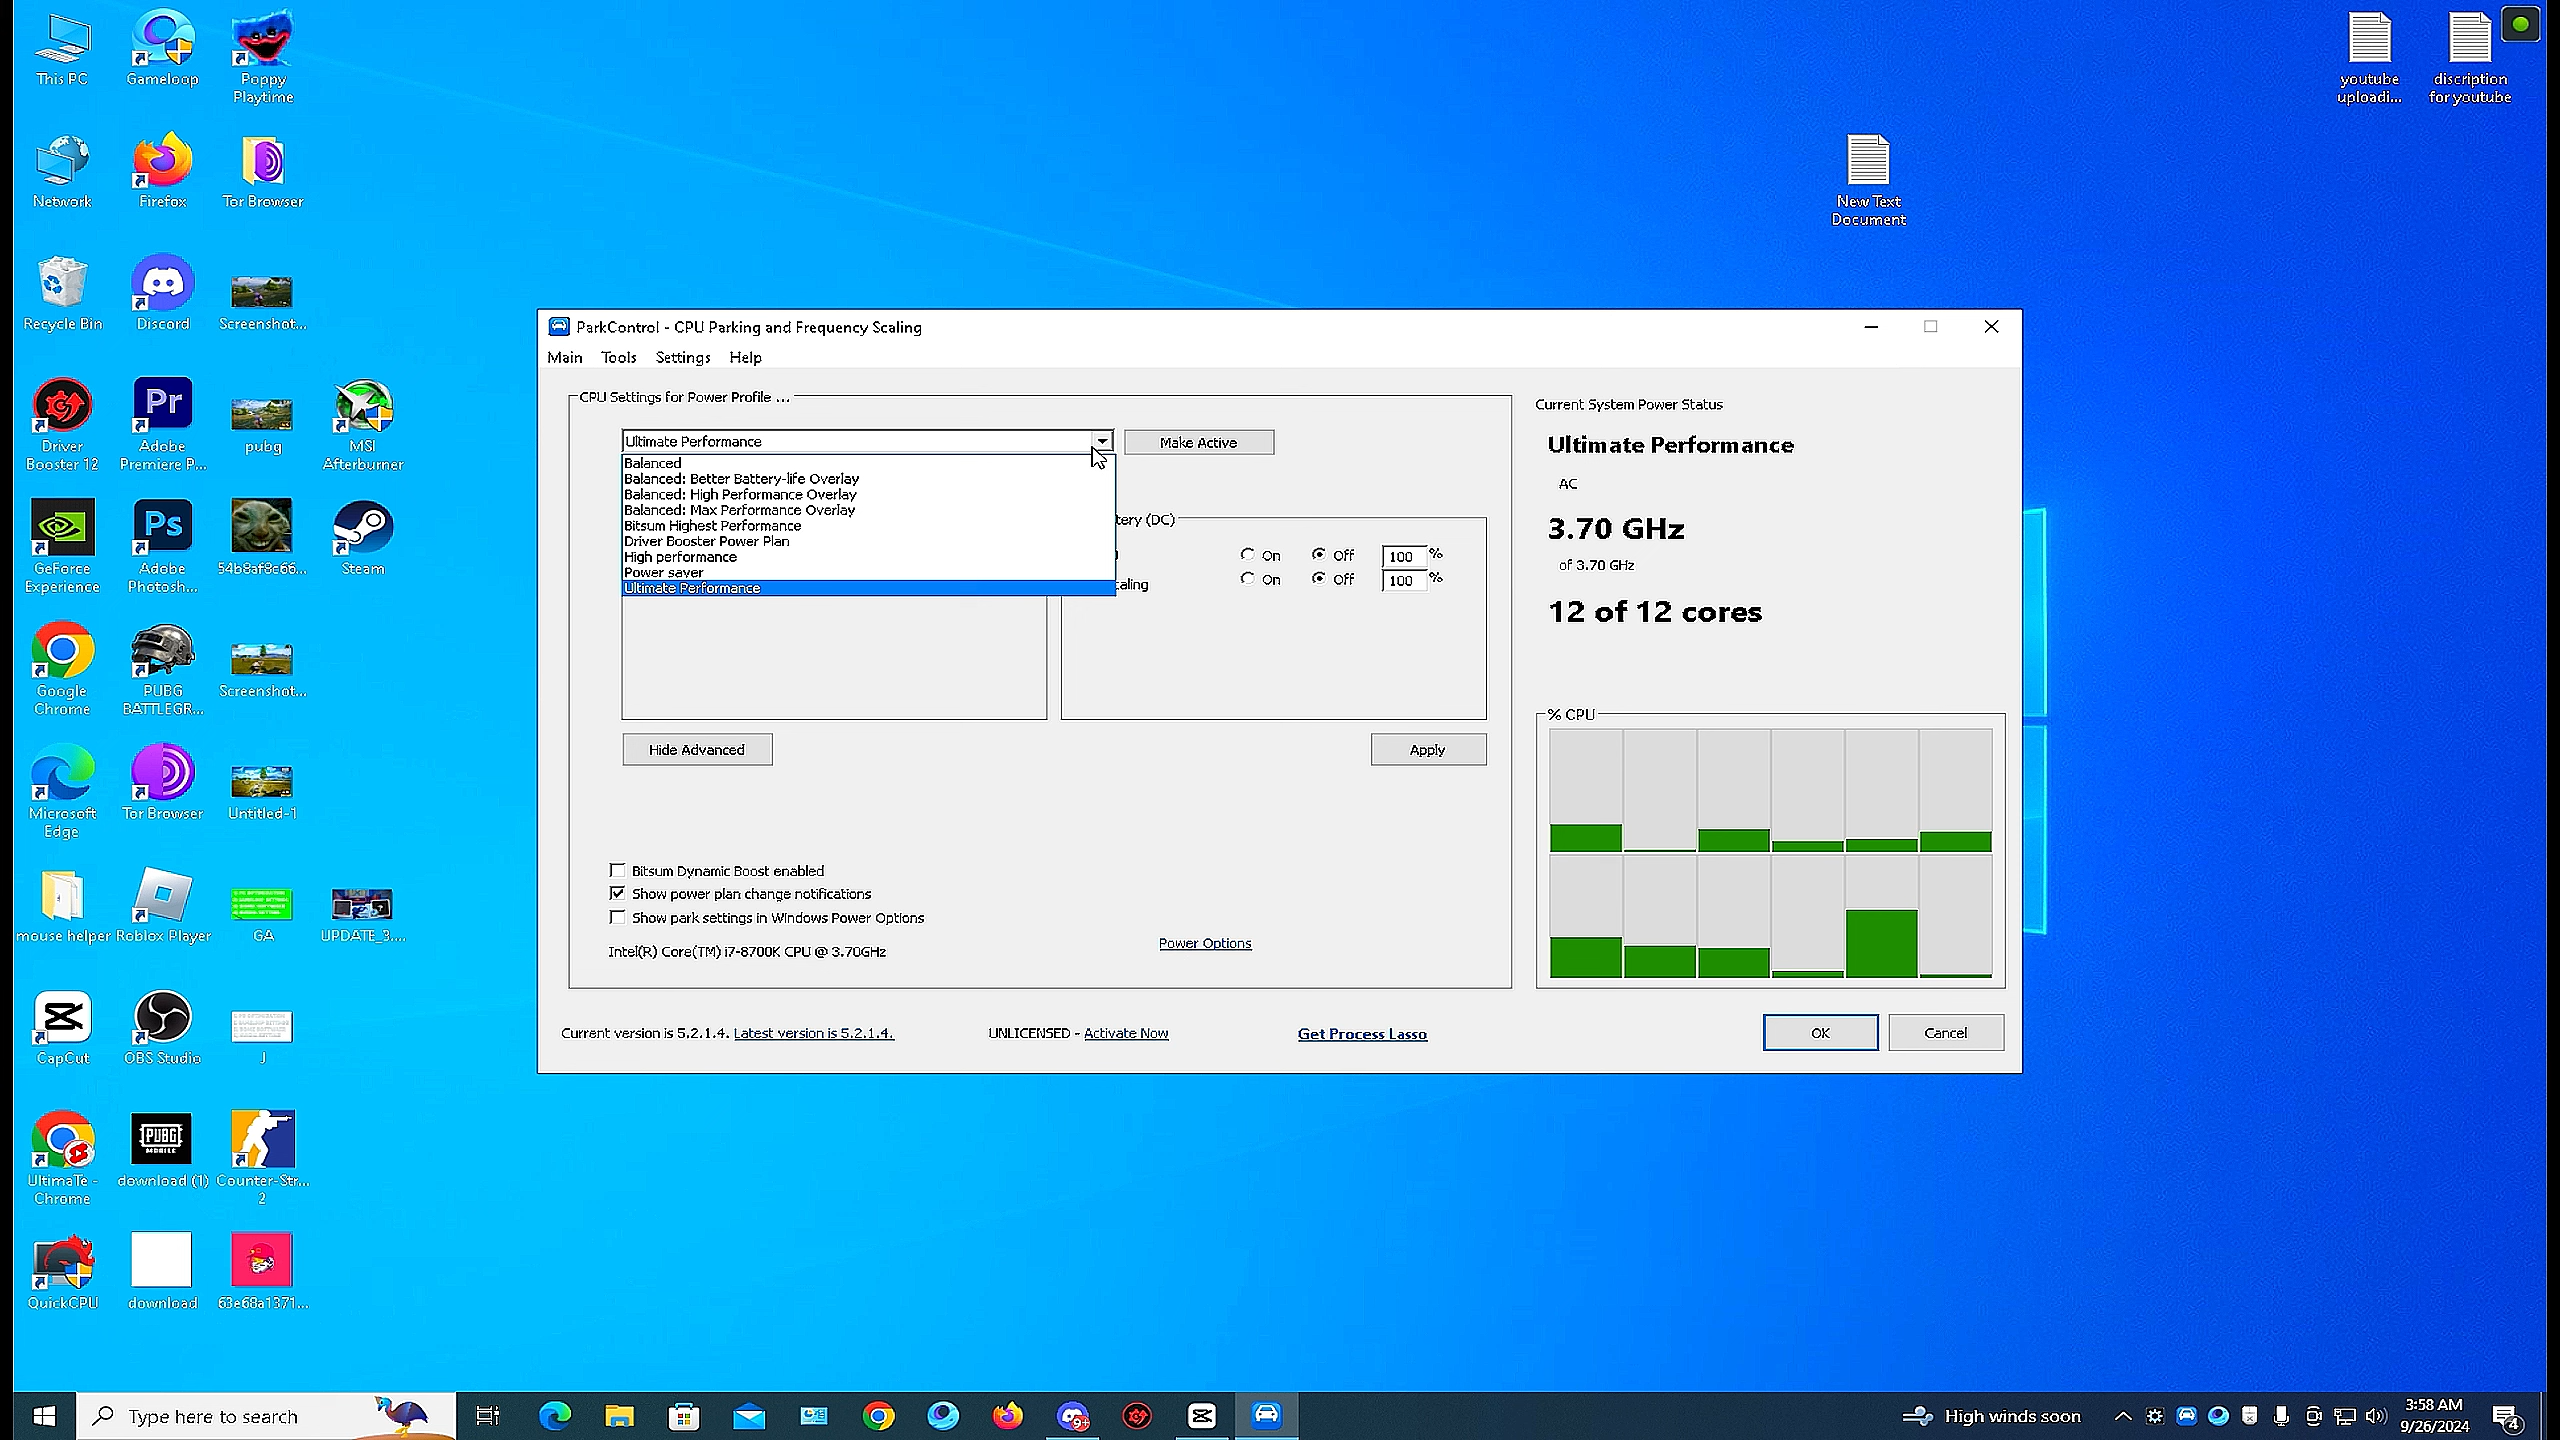 This PC
Gameloop
Poppy
Playtime
youtube
uploadi...
discription
for youtube
Network
Firefox
Tor Browser
New Text
Document
Recycle Bin
Discord
Screenshot...
Driver
Booster 12
Pr
Adobe
Premiere P...
pubg
MSI
Afterburner
GeForce
Experience
Ps
Adobe
Photosh...
54b8af8c66...
Steam
Google
Chrome
PUBG
BATTLEGR...
Screenshot...
Microsoft
Edge
Tor Browser
Untitled-1
mouse helper
Roblox Player
GA
UPDATE_3....
CapCut
OBS Studio
J
UltimaTe -
Chrome
PUBG
MOBILE
download (1)
Counter-Str...
2
QuickCPU
download
63e68a1371...
ParkControl - CPU Parking and Frequency Scaling
Main Tools Settings Help
CPU Settings for Power Profile ...
Ultimate Performance
Make Active
Balanced
Balanced: Better Battery-life Overlay
Balanced: High Performance Overlay
Balanced: Max Performance Overlay
Bitsum Highest Performance
Driver Booster Power Plan
High performance
Power saver
Ultimate Performance
tery (DC)
On Off 100 %
aling On Off 100 %
Hide Advanced
Apply
Bitsum Dynamic Boost enabled
Show power plan change notifications
Show park settings in Windows Power Options
Intel(R) Core(TM) i7-8700K CPU @ 3.70GHz
Power Options
Current System Power Status
Ultimate Performance
AC
3.70 GHz
of 3.70 GHz
12 of 12 cores
% CPU
Current version is 5.2.1.4. Latest version is 5.2.1.4.
UNLICENSED - Activate Now
Get Process Lasso
OK
Cancel
Type here to search
9+
High winds soon
3:58 AM
9/26/2024
4